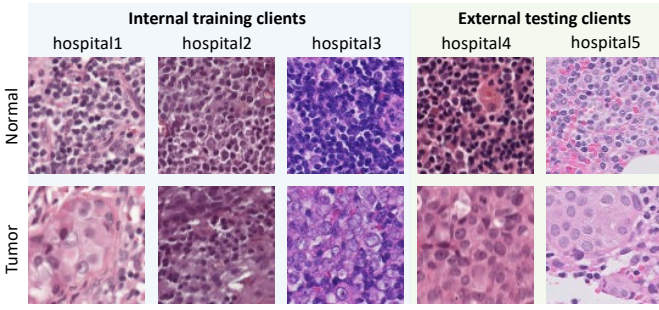 Internal training clients External testing clients
hospital1 hospital2 hospital3 hospital4 hospital5
Normal
Tumor